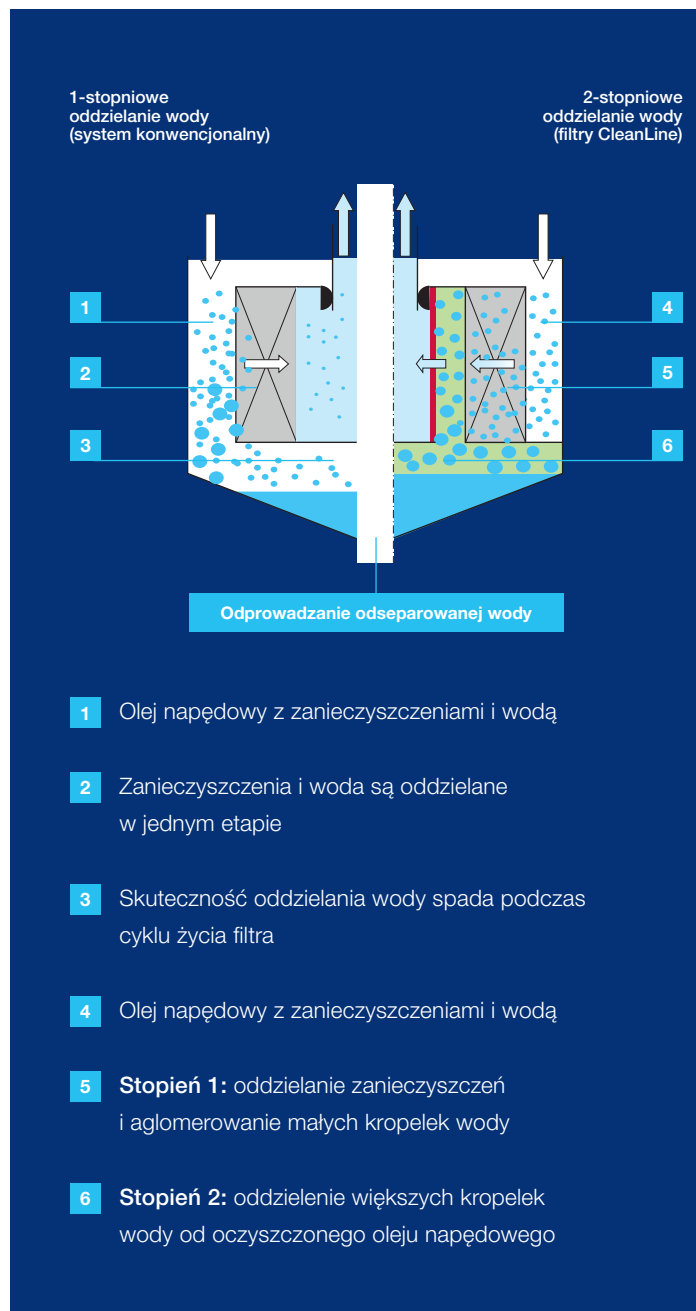 1-stopniowe
oddzielanie wody
(system konwencjonalny)
2-stopniowe
oddzielanie wody
(filtry CleanLine)
1
2
3
4
5
6
Odprowadzanie odseparowanej wody
1 Olej napędowy z zanieczyszczeniami i wodą
2 Zanieczyszczenia i woda są oddzielane
w jednym etapie
3 Skuteczność oddzielania wody spada podczas
cyklu życia filtra
4 Olej napędowy z zanieczyszczeniami i wodą
5 Stopień 1: oddzielanie zanieczyszczeń
i aglomerowanie małych kropelek wody
6 Stopień 2: oddzielenie większych kropelek
wody od oczyszczonego oleju napędowego